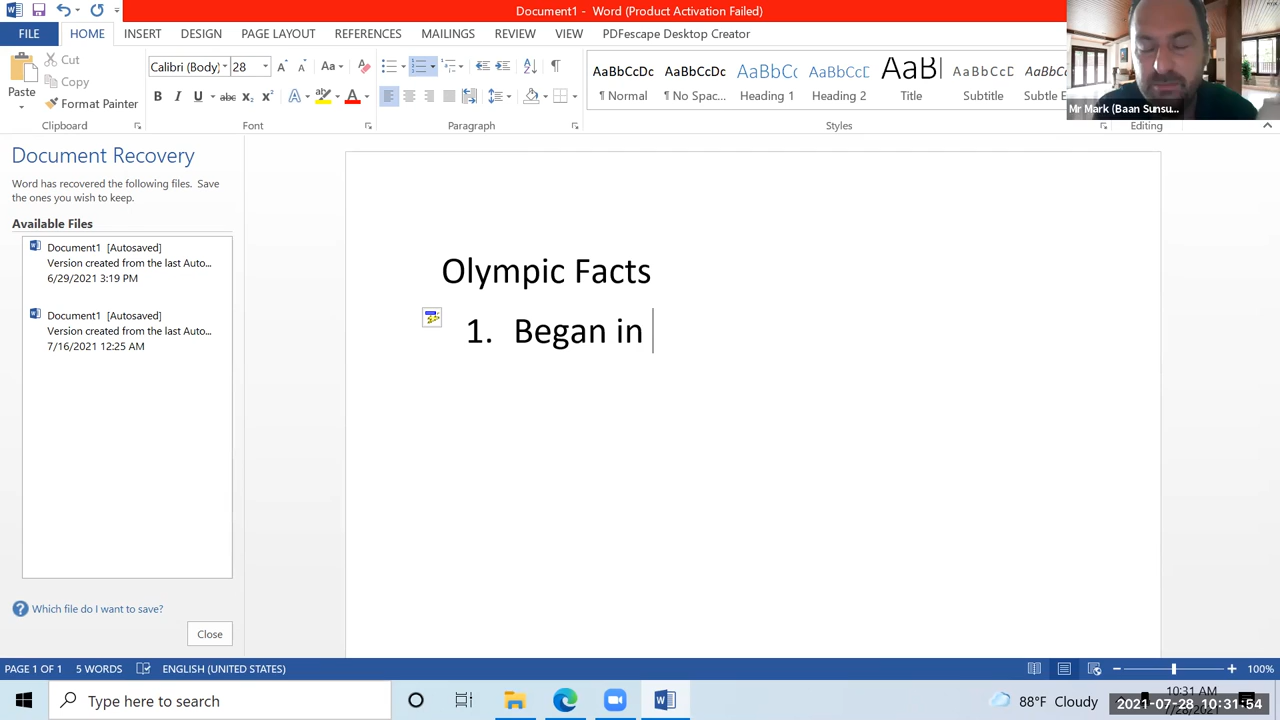 Document1 - Word (Product Activation Failed)
FILE
HOME
INSERT
DESIGN
PAGE LAYOUT
REFERENCES
MAILINGS
REVIEW
VIEW
PDFescape Desktop Creator
Paste
Cut
Copy
Format Painter
Clipboard
Calibri (Body)
28
Font
Paragraph
AaBbCcDc
¶ Normal
AaBbCcDc
¶ No Spac...
AaBbCc
Heading 1
AaBbCcD
Heading 2
AaB
Title
AaBbCcD
Subtitle
AaBbCcD
Subtle E
Styles
Editing
Mr Mark (Baan Sunsu...
Document Recovery
Word has recovered the following files. Save
the ones you wish to keep.
Available Files
Document1 [Autosaved]
Version created from the last Auto...
6/29/2021 3:19 PM
Document1 [Autosaved]
Version created from the last Auto...
7/16/2021 12:25 AM
Which file do I want to save?
Close
Olympic Facts
1. Began in
PAGE 1 OF 1
5 WORDS
ENGLISH (UNITED STATES)
100%
Type here to search
88°F Cloudy
10:31 AM
2021-07-28 10:31:54